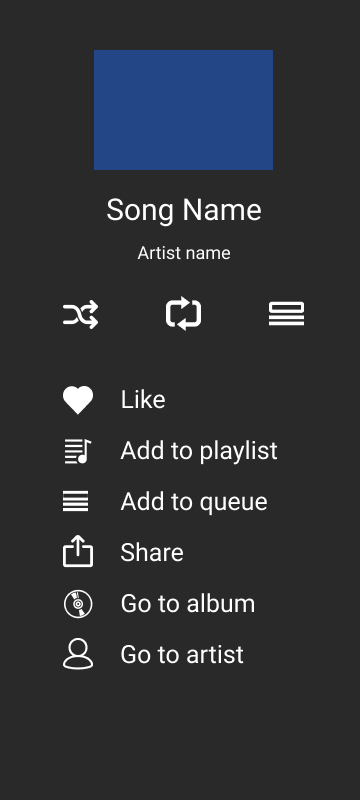 Song Name
Artist name
Like
Add to playlist
Add to queue
Share
Go to album
Go to artist